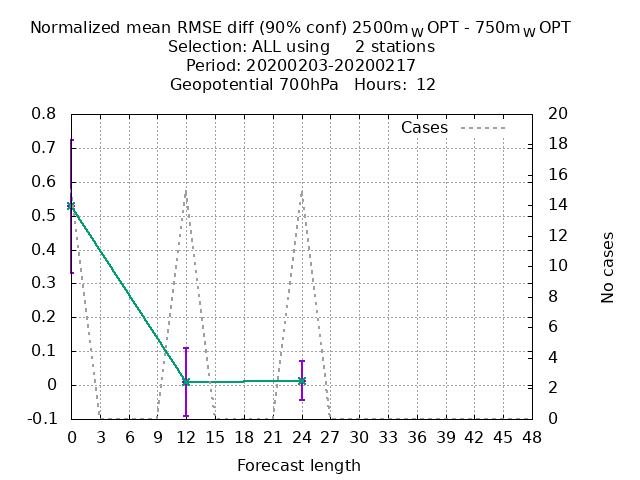 Normalized mean RMSE diff (90% conf) 2500m_W OPT - 750m_W OPT
Selection: ALL using 2 stations
Period: 20200203-20200217
Geopotential 700hPa Hours: 12
Cases
0.8
0.7
0.6
0.5
0.4
0.3
0.2
0.1
0
-0.1
20
18
16
14
12
10
8
6
4
2
0
No cases
0 3 6 9 12 15 18 21 24 27 30 33 36 39 42 45 48
Forecast length